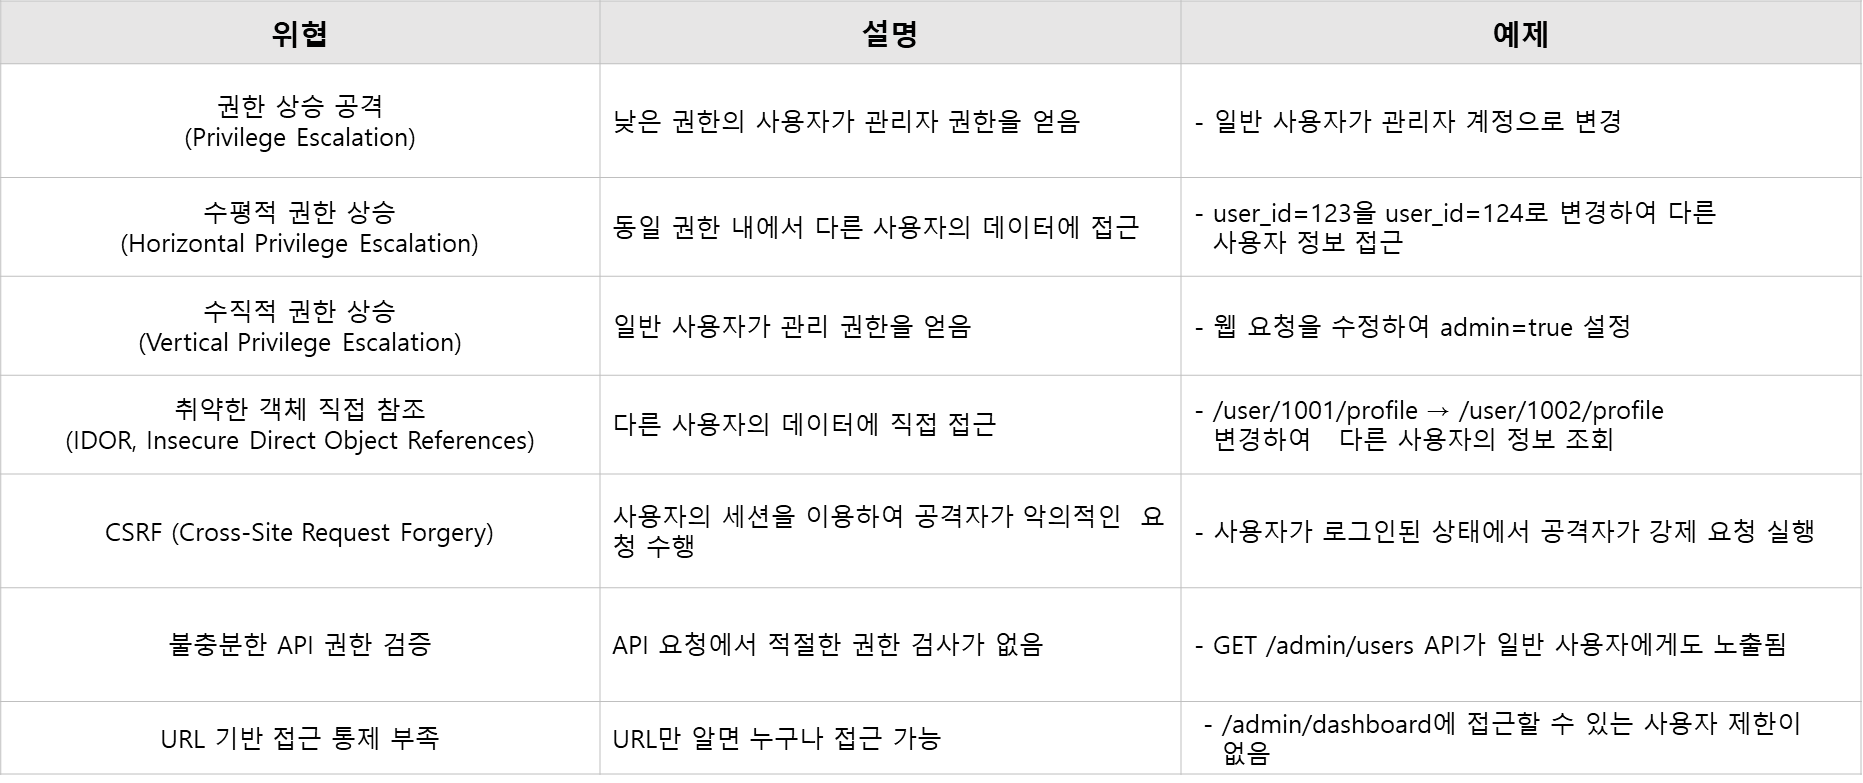 위협
설명
예제
권한 상승 공격
(Privilege Escalation)
낮은 권한의 사용자가 관리자 권한을 얻음
- 일반 사용자가 관리자 계정으로 변경
수평적 권한 상승
(Horizontal Privilege Escalation)
동일 권한 내에서 다른 사용자의 데이터에 접근
- user_id=123을 user_id=124로 변경하여 다른
사용자 정보 접근
수직적 권한 상승
(Vertical Privilege Escalation)
일반 사용자가 관리 권한을 얻음
- 웹 요청을 수정하여 admin=true 설정
취약한 객체 직접 참조
(IDOR, Insecure Direct Object References)
다른 사용자의 데이터에 직접 접근
- /user/1001/profile → /user/1002/profile
변경하여 다른 사용자의 정보 조회
CSRF (Cross-Site Request Forgery)
사용자의 세션을 이용하여 공격자가 악의적인 요
청 수행
- 사용자가 로그인된 상태에서 공격자가 강제 요청 실행
불충분한 API 권한 검증
API 요청에서 적절한 권한 검사가 없음
- GET /admin/users API가 일반 사용자에게도 노출됨
URL 기반 접근 통제 부족
URL만 알면 누구나 접근 가능
- /admin/dashboard에 접근할 수 있는 사용자 제한이
없음